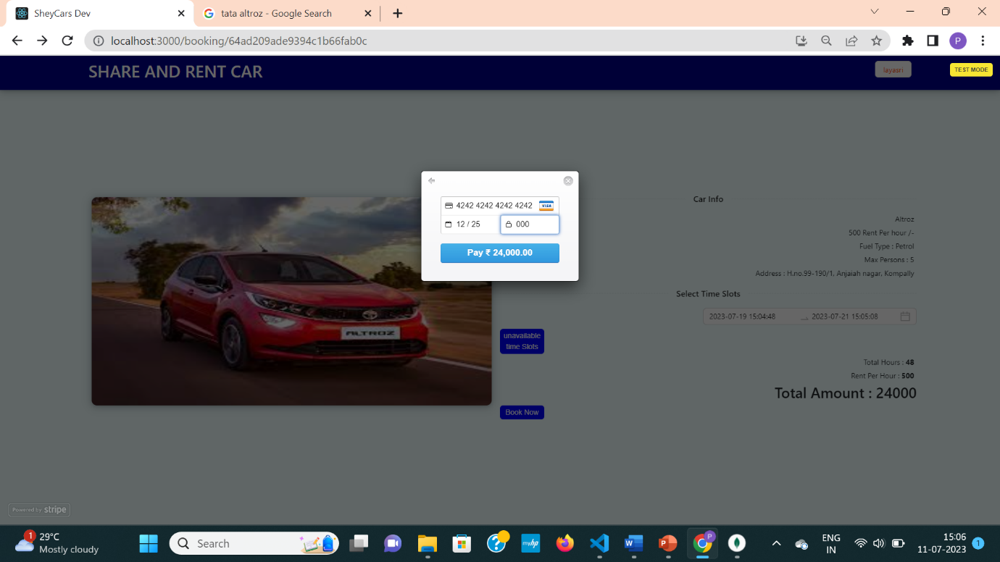 SheyCars Dev
tata altroz - Google Search
localhost:3000/booking/64ad209ade9394c1b66fab0c
P
SHARE AND RENT CAR
layasri
TEST MODE
4242 4242 4242 4242
VISA
12 / 25
000
Pay ₹ 24,000.00
ALTROZ
Car Info
Altroz
500 Rent Per hour /-
Fuel Type : Petrol
Max Persons : 5
Address : H.no.99-190/1, Anjaiah nagar, Kompally
Select Time Slots
2023-07-19 15:04:48
2023-07-21 15:05:08
unavailable
time Slots
Total Hours : 48
Rent Per Hour : 500
Total Amount : 24000
Book Now
Powered by stripe
1
29°C
Mostly cloudy
Search
myhp
W
P
P
ENG
IN
15:06
11-07-2023
1